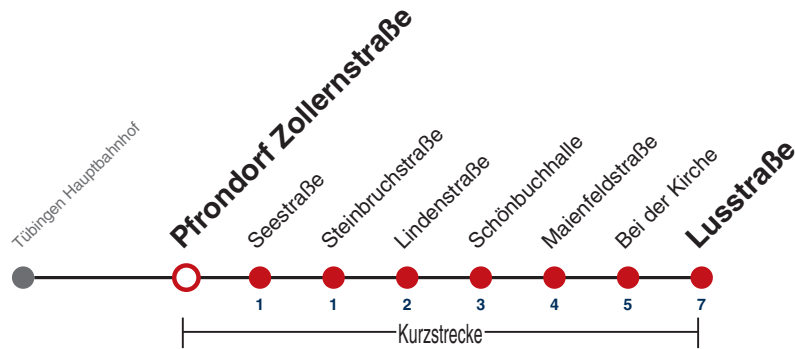 Tübingen Hauptbahnhof
Pfrondorf Zollernstraße
Seestraße
Steinbruchstraße
Lindenstraße
Schönbuchhalle
Maienfeldstraße
Bei der Kirche
Lusstraße
1 1 2 3 4 5 7
Kurzstrecke